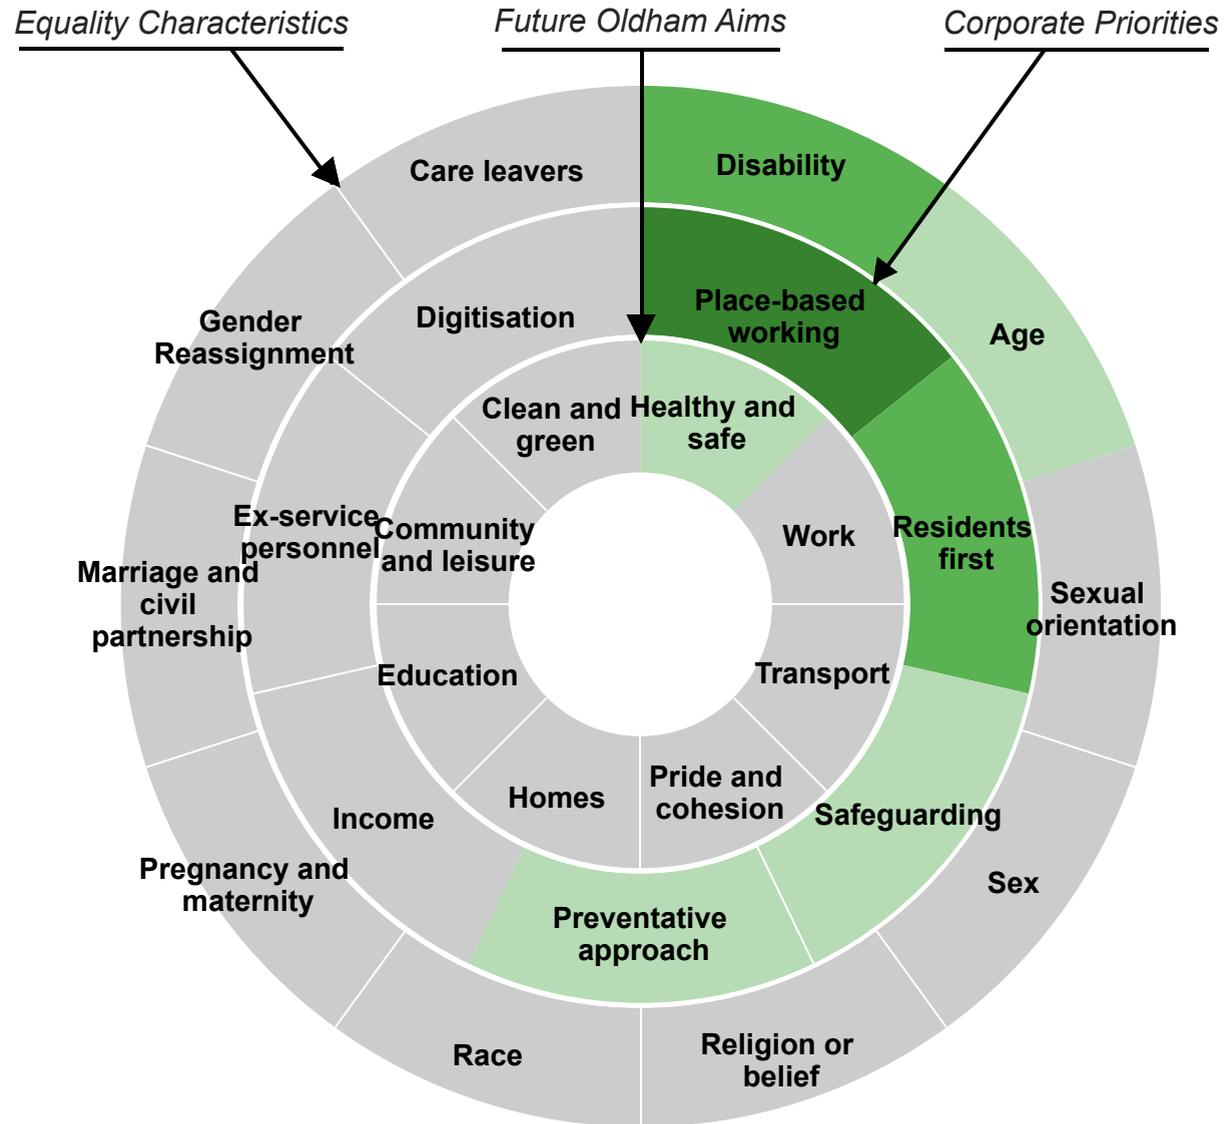 Equality Characteristics
Future Oldham Aims
Corporate Priorities
Care leavers
Disability
Digitisation
Place-based
working
Gender
Reassignment
Age
Clean and
green
Healthy and
safe
Ex-service
personnel
Community
and leisure
Work
Residents
first
Marriage and
civil
partnership
Sexual
orientation
Education
Transport
Homes
Pride and
cohesion
Income
Safeguarding
Pregnancy and
maternity
Sex
Preventative
approach
Race
Religion or
belief